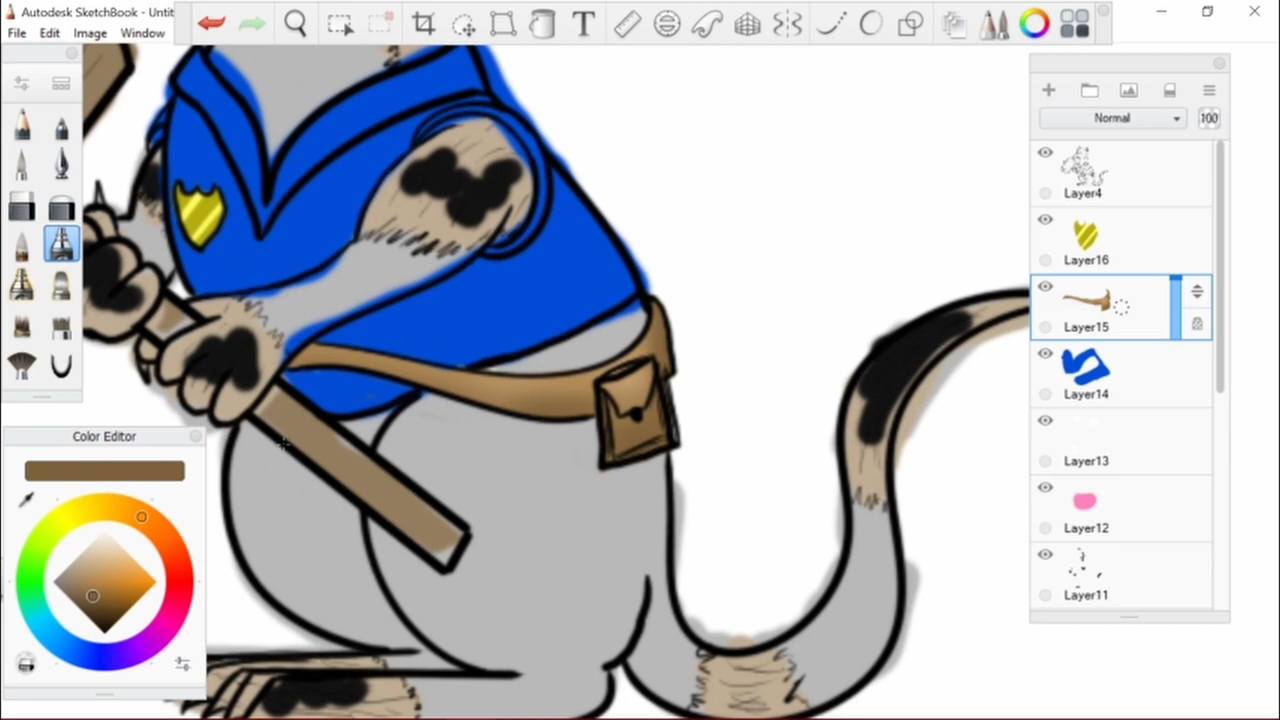 Autodesk SketchBook - Untit
File Edit Image Window
T
Normal 100
Layer4
Layer16
Layer15
Layer14
Layer13
Layer12
Layer11
Color Editor